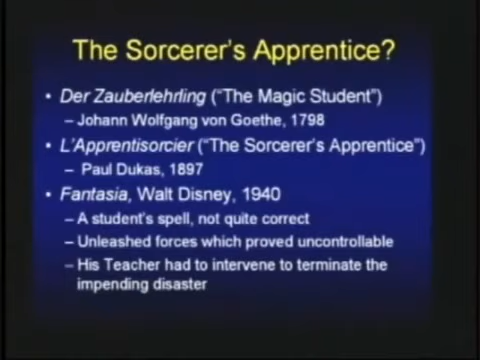 The Sorcerer's Apprentice?
• Der Zauberlehrling ("The Magic Student")
– Johann Wolfgang von Goethe, 1798
• L'Apprentisorcier ("The Sorcerer's Apprentice")
– Paul Dukas, 1897
• Fantasia, Walt Disney, 1940
– A student's spell, not quite correct
– Unleashed forces which proved uncontrollable
– His Teacher had to intervene to terminate the
impending disaster